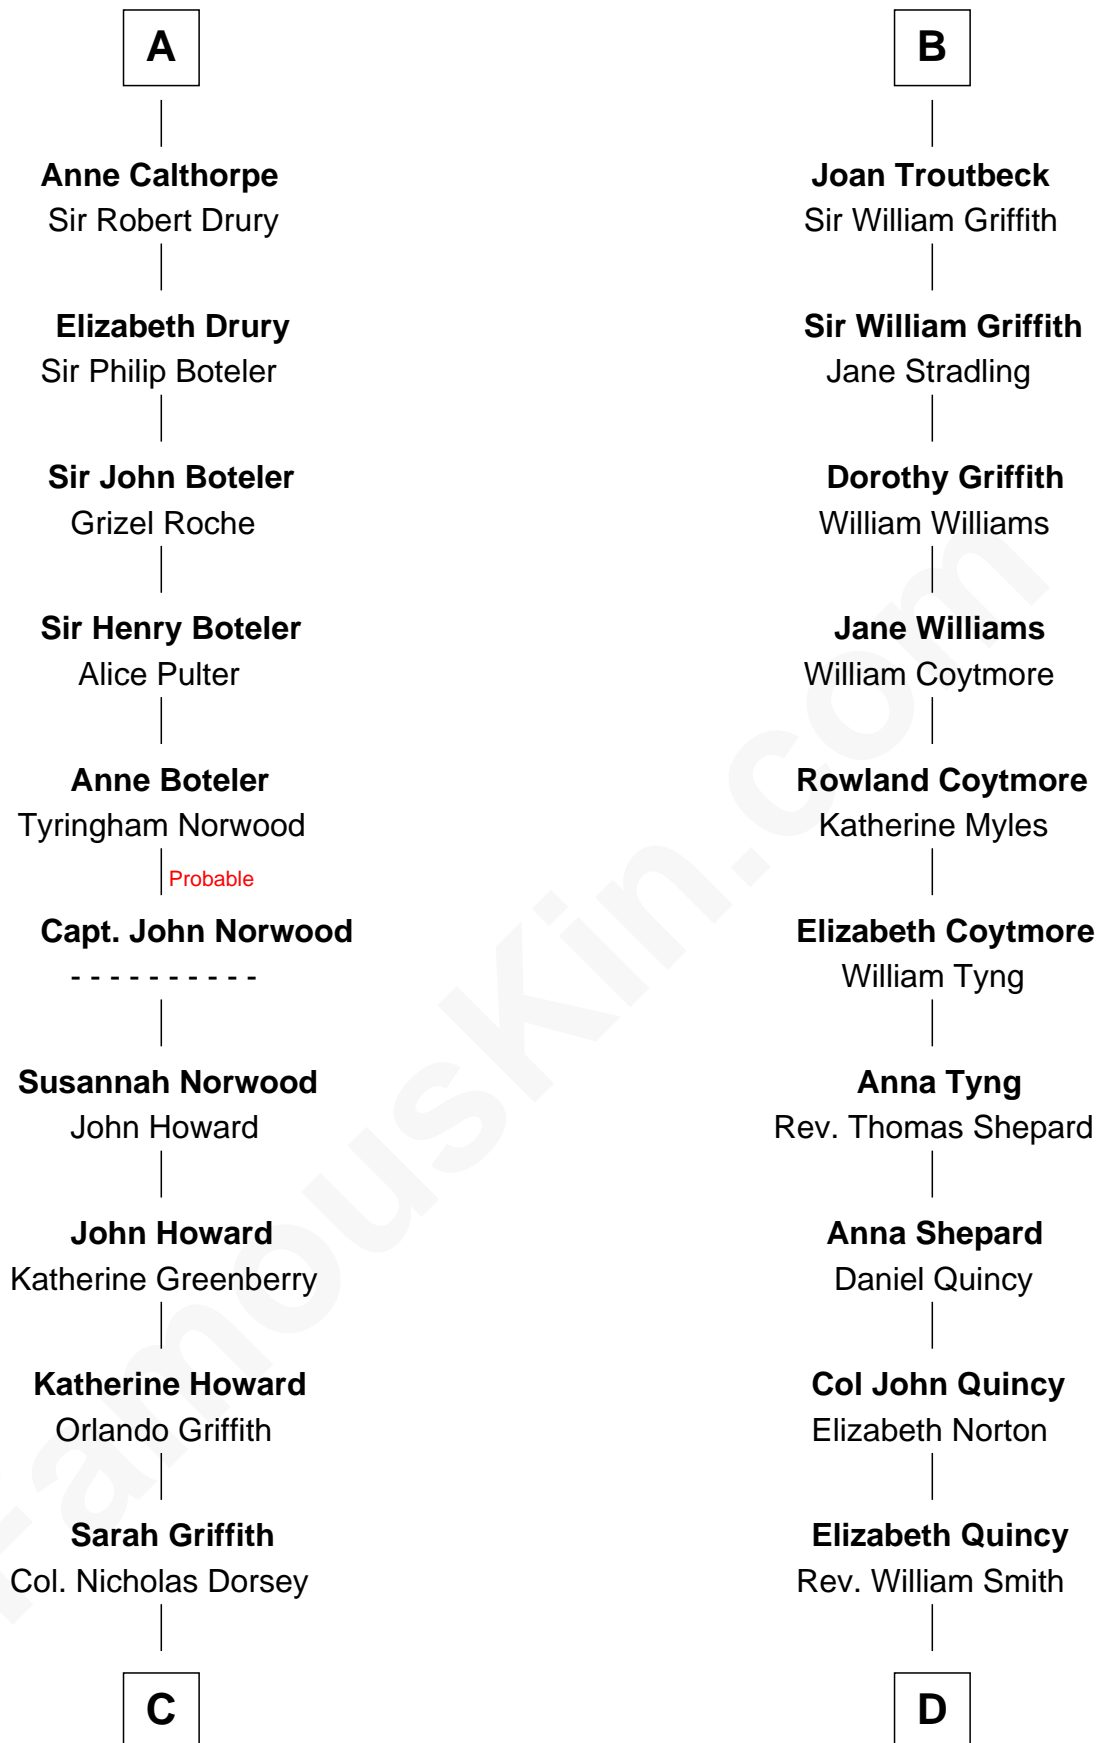 A
Anne Calthorpe
Sir Robert Drury
Elizabeth Drury
Sir Philip Boteler
Sir John Boteler
Grizel Roche
Sir Henry Boteler
Alice Pulter
Anne Boteler
Tyringham Norwood
Probable
Capt. John Norwood
- - - - - - - - - -
Susannah Norwood
John Howard
John Howard
Katherine Greenberry
Katherine Howard
Orlando Griffith
Sarah Griffith
Col. Nicholas Dorsey
C
B
Joan Troutbeck
Sir William Griffith
Sir William Griffith
Jane Stradling
Dorothy Griffith
William Williams
Jane Williams
William Coytmore
Rowland Coytmore
Katherine Myles
Elizabeth Coytmore
William Tyng
Anna Tyng
Rev. Thomas Shepard
Anna Shepard
Daniel Quincy
Col John Quincy
Elizabeth Norton
Elizabeth Quincy
Rev. William Smith
D
FamousKin.com